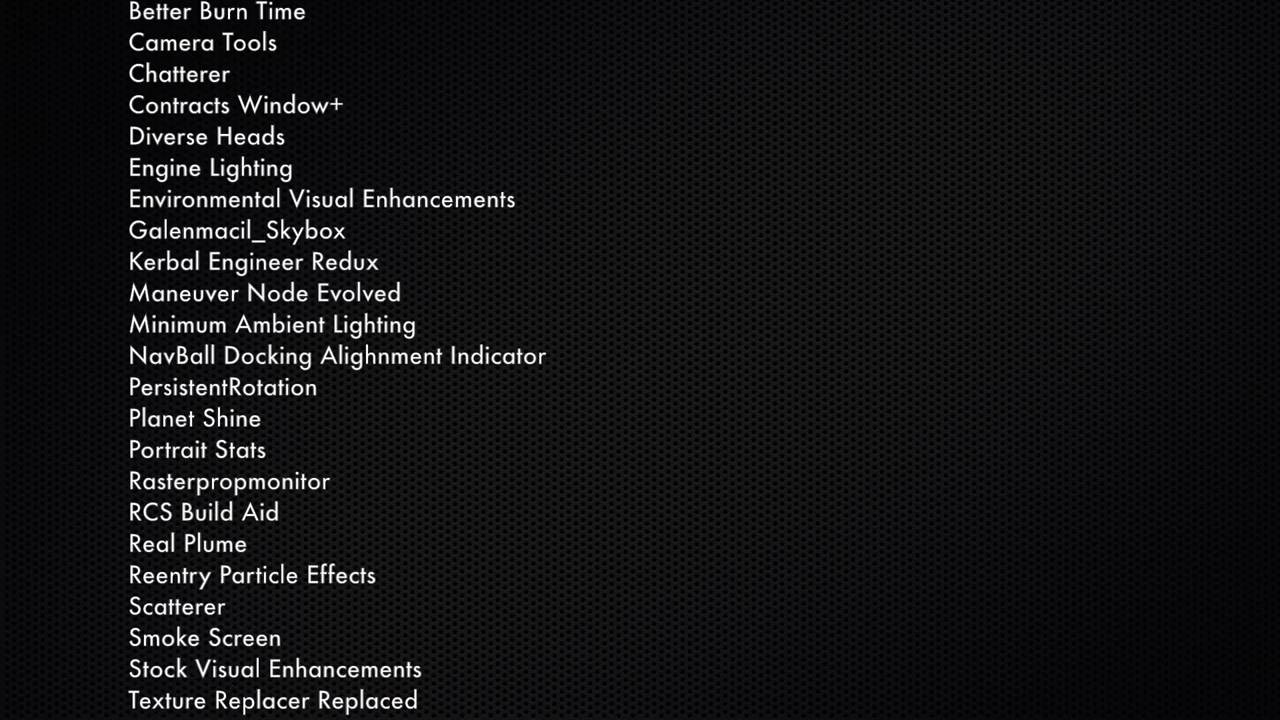 Better Burn Time
Camera Tools
Chatterer
Contracts Window+
Diverse Heads
Engine Lighting
Environmental Visual Enhancements
Galenmacil_Skybox
Kerbal Engineer Redux
Maneuver Node Evolved
Minimum Ambient Lighting
NavBall Docking Alighnment Indicator
PersistentRotation
Planet Shine
Portrait Stats
Rasterpropmonitor
RCS Build Aid
Real Plume
Reentry Particle Effects
Scatterer
Smoke Screen
Stock Visual Enhancements
Texture Replacer Replaced